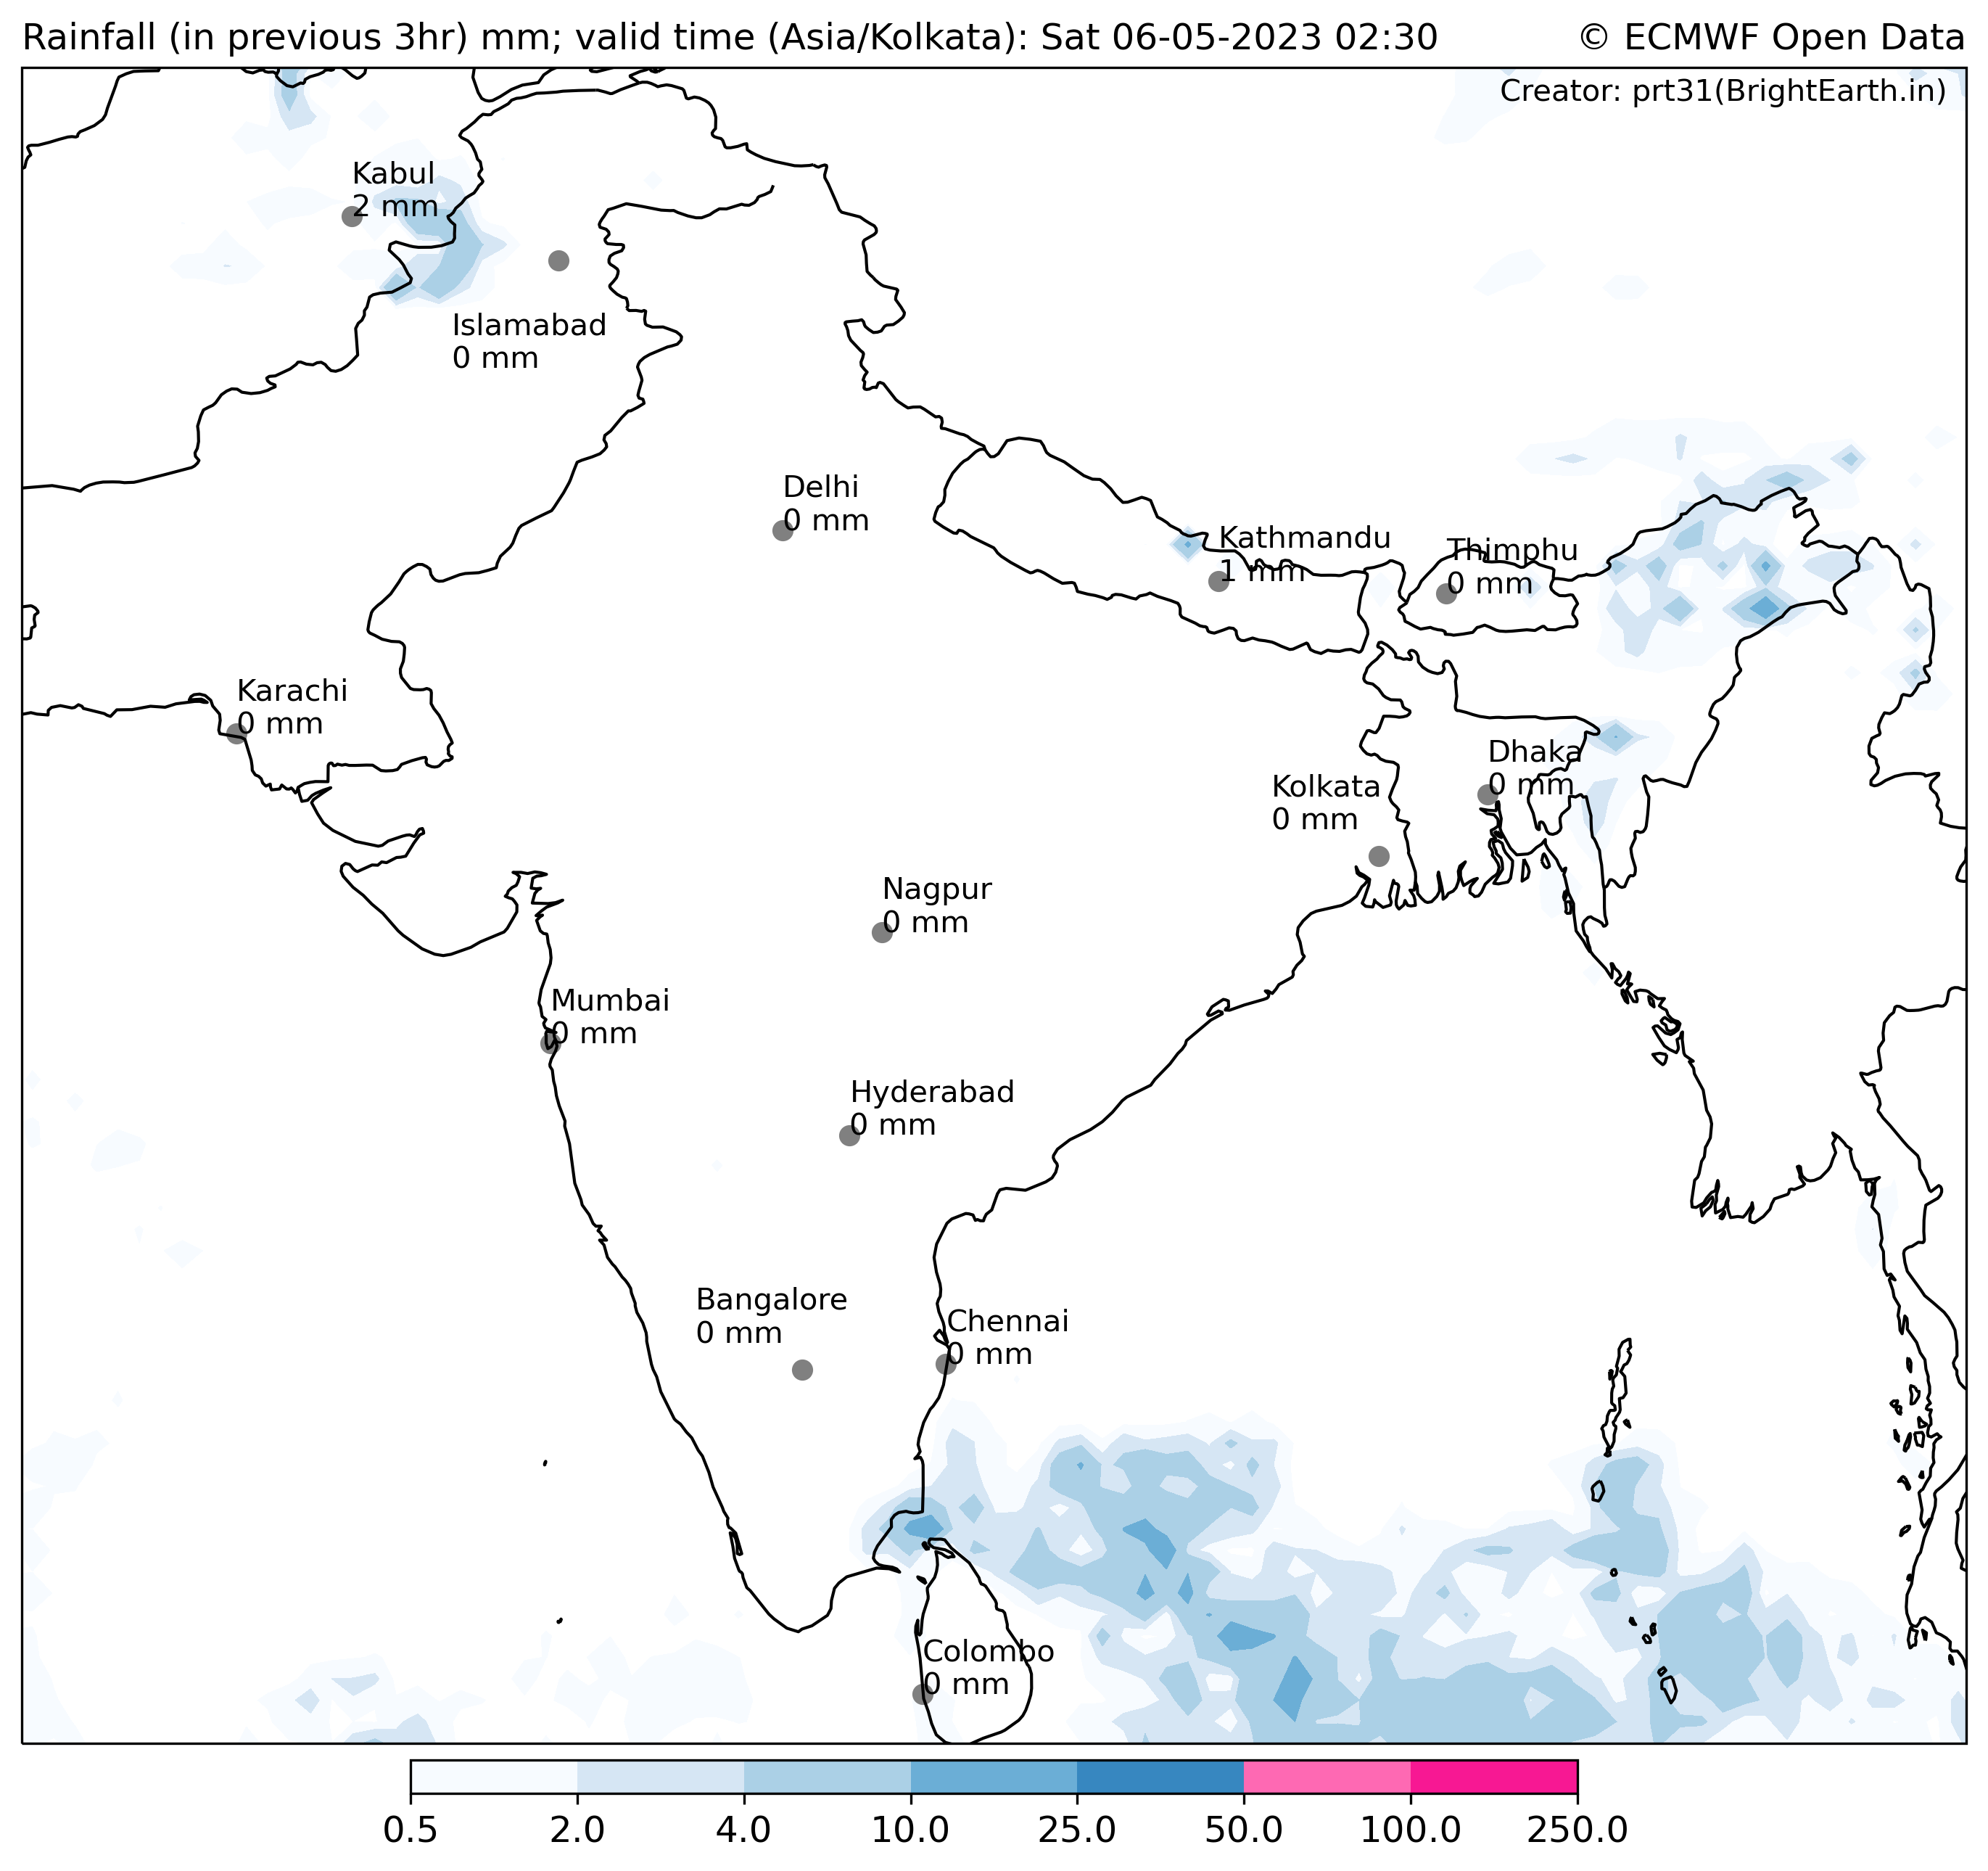 Rainfall (in previous 3hr) mm; valid time (Asia/Kolkata): Sat 06-05-2023 02:30
© ECMWF Open Data
Creator: prt31(BrightEarth.in)
Kabul
2 mm
Islamabad
0 mm
Delhi
0 mm
Kathmandu
1 mm
Thimphu
0 mm
Karachi
0 mm
Dhaka
0 mm
Kolkata
0 mm
Nagpur
0 mm
Mumbai
0 mm
Hyderabad
0 mm
Bangalore
0 mm
Chennai
0 mm
Colombo
0 mm
0.5 2.0 4.0 10.0 25.0 50.0 100.0 250.0